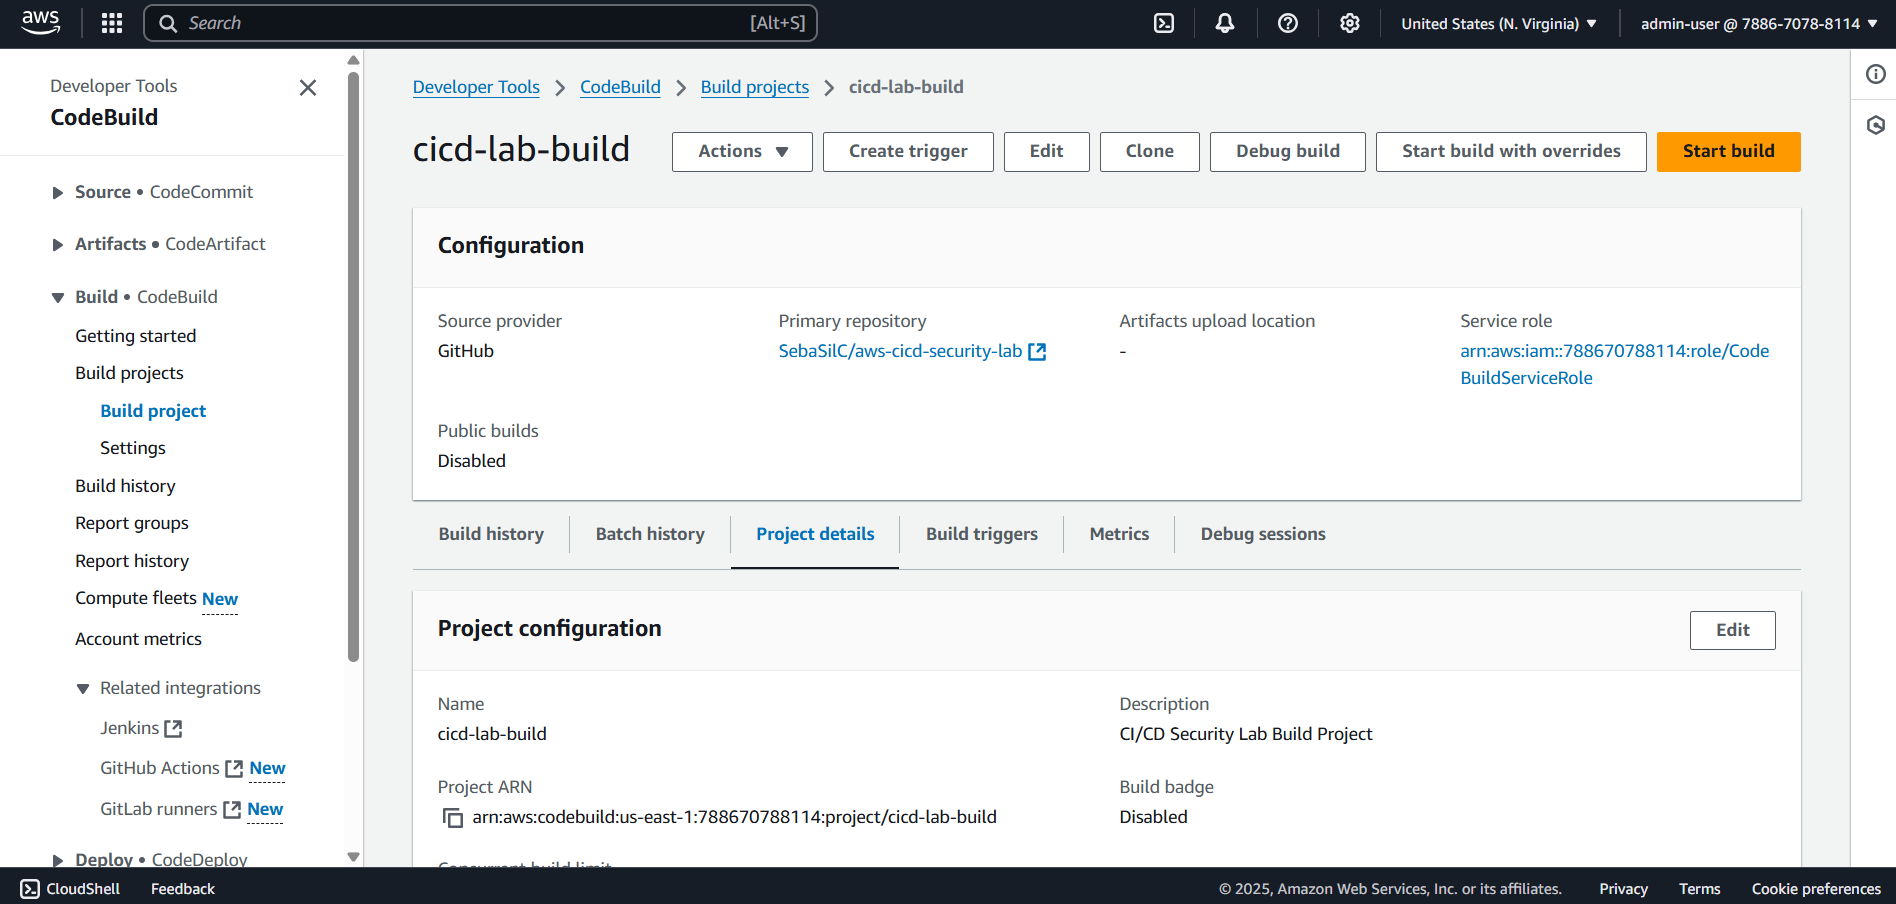 aws
Search
[Alt+S]
United States (N. Virginia)
admin-user @ 7886-7078-8114
Developer Tools
CodeBuild
Source • CodeCommit
Artifacts • CodeArtifact
Build • CodeBuild
Getting started
Build projects
Build project
Settings
Build history
Report groups
Report history
Compute fleets New
Account metrics
Related integrations
Jenkins
GitHub Actions New
GitLab runners New
Deploy • CodeDeploy
Developer Tools > CodeBuild > Build projects > cicd-lab-build
cicd-lab-build
Actions
Create trigger
Edit
Clone
Debug build
Start build with overrides
Start build
Configuration
Source provider
GitHub
Primary repository
SebaSilC/aws-cicd-security-lab
Artifacts upload location
-
Service role
arn:aws:iam::788670788114:role/Code
BuildServiceRole
Public builds
Disabled
Build history
Batch history
Project details
Build triggers
Metrics
Debug sessions
Project configuration
Edit
Name
cicd-lab-build
Description
CI/CD Security Lab Build Project
Project ARN
arn:aws:codebuild:us-east-1:788670788114:project/cicd-lab-build
Build badge
Disabled
Concurrent build limit
CloudShell
Feedback
© 2025, Amazon Web Services, Inc. or its affiliates.
Privacy
Terms
Cookie preferences